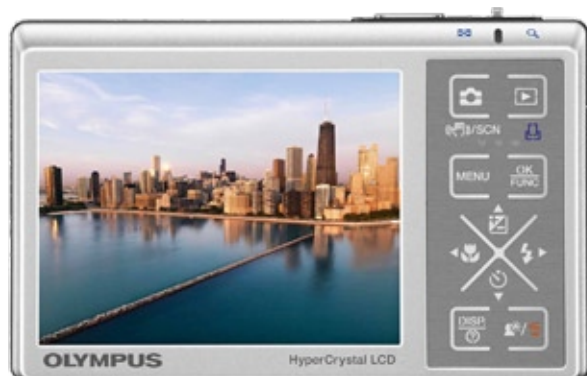 /SCN
MENU
OK
FUNC
DISP.
OLYMPUS
HyperCrystal LCD